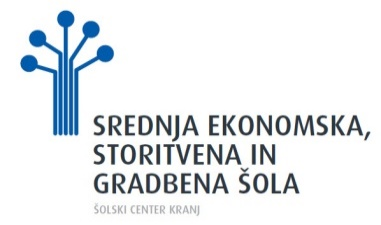 SREDNJA EKONOMSKA,
STORITVENA IN
GRADBENA ŠOLA
ŠOLSKI CENTER KRANJ